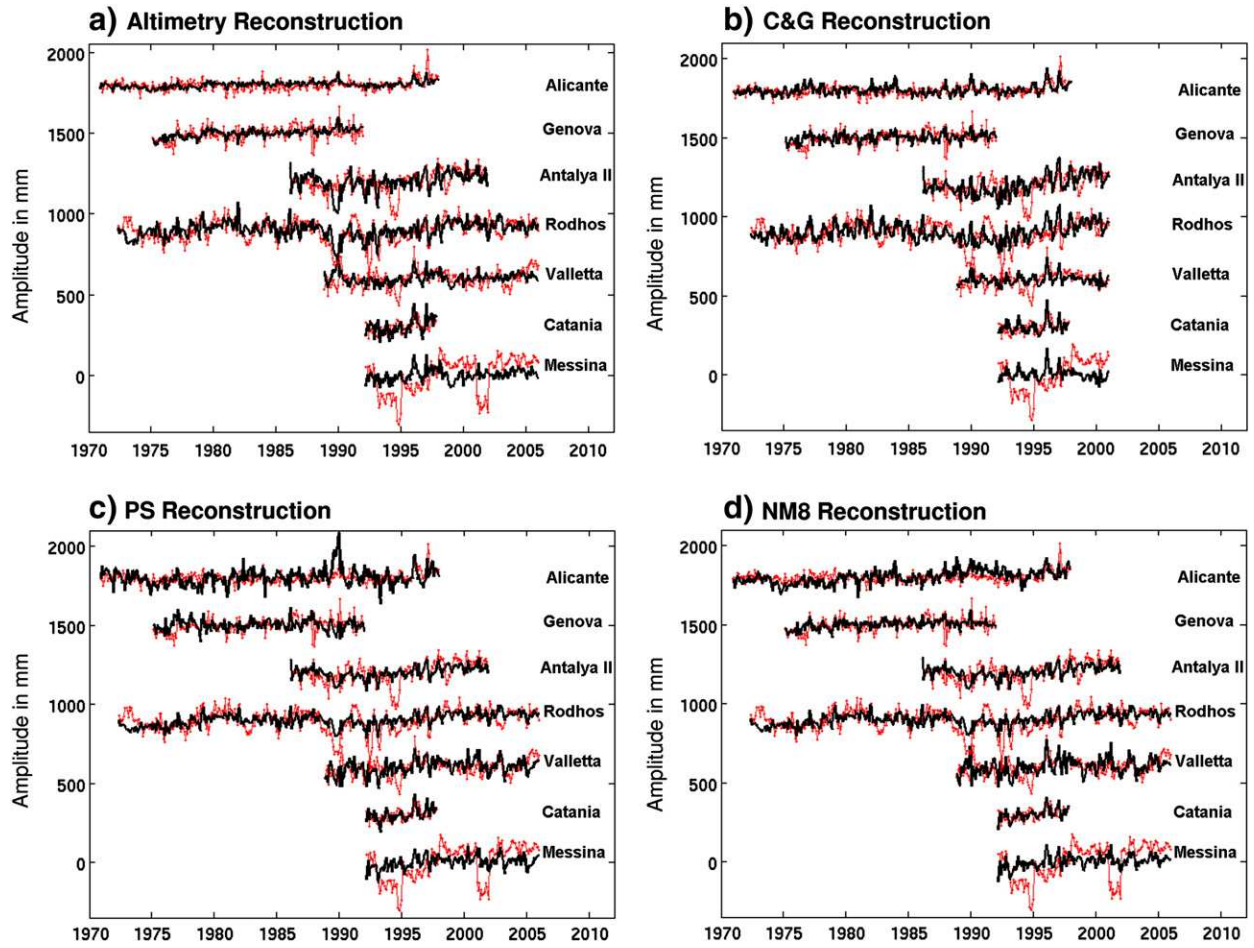 a) Altimetry Reconstruction
Amplitude in mm
2000
1500
1000
500
0
Alicante
Genova
Antalya II
Rodhos
Valletta
Catania
Messina
1970 1975 1980 1985 1990 1995 2000 2005 2010
b) C&G Reconstruction
Amplitude in mm
2000
1500
1000
500
0
Alicante
Genova
Antalya II
Rodhos
Valletta
Catania
Messina
1970 1975 1980 1985 1990 1995 2000 2005 2010
c) PS Reconstruction
Amplitude in mm
2000
1500
1000
500
0
Alicante
Genova
Antalya II
Rodhos
Valletta
Catania
Messina
1970 1975 1980 1985 1990 1995 2000 2005 2010
d) NM8 Reconstruction
Amplitude in mm
2000
1500
1000
500
0
Alicante
Genova
Antalya II
Rodhos
Valletta
Catania
Messina
1970 1975 1980 1985 1990 1995 2000 2005 2010